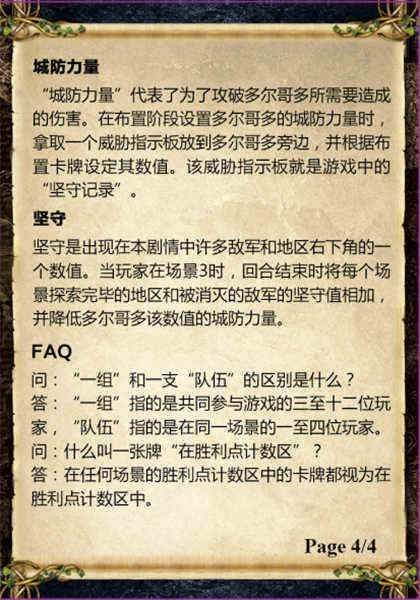 城防力量
“城防力量”代表了为了攻破多尔哥多所需要造成
的伤害。在布置阶段设置多尔哥多的城防力量时，
拿取一个威胁指示板放到多尔哥多旁边，并根据布
置卡牌设定其数值。该威胁指示板就是游戏中的
“坚守记录”。
坚守
坚守是出现在本剧情中许多敌军和地区右下角的一
个数值。当玩家在场景3时，回合结束时将每个场
景探索完毕的地区和被消灭的敌军的坚守值相加，
并降低多尔哥多该数值的城防力量。
FAQ
问：“一组”和一支“队伍”的区别是什么？
答：“一组”指的是共同参与游戏的三至十二位玩
家，“队伍”指的是在同一场景的一至四位玩家。
问：什么叫一张牌“在胜利点计数区”？
答：在任何场景的胜利点计数区中的卡牌都视为在
胜利点计数区中。
Page 4/4